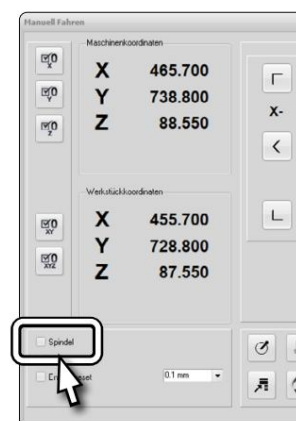 Manuell Fahren
Maschinenkoordinaten
X 465.700
Y 738.800
Z 88.550
X-
Werkstückkoordinaten
X 455.700
Y 728.800
Z 87.550
Spindel
0.1 mm